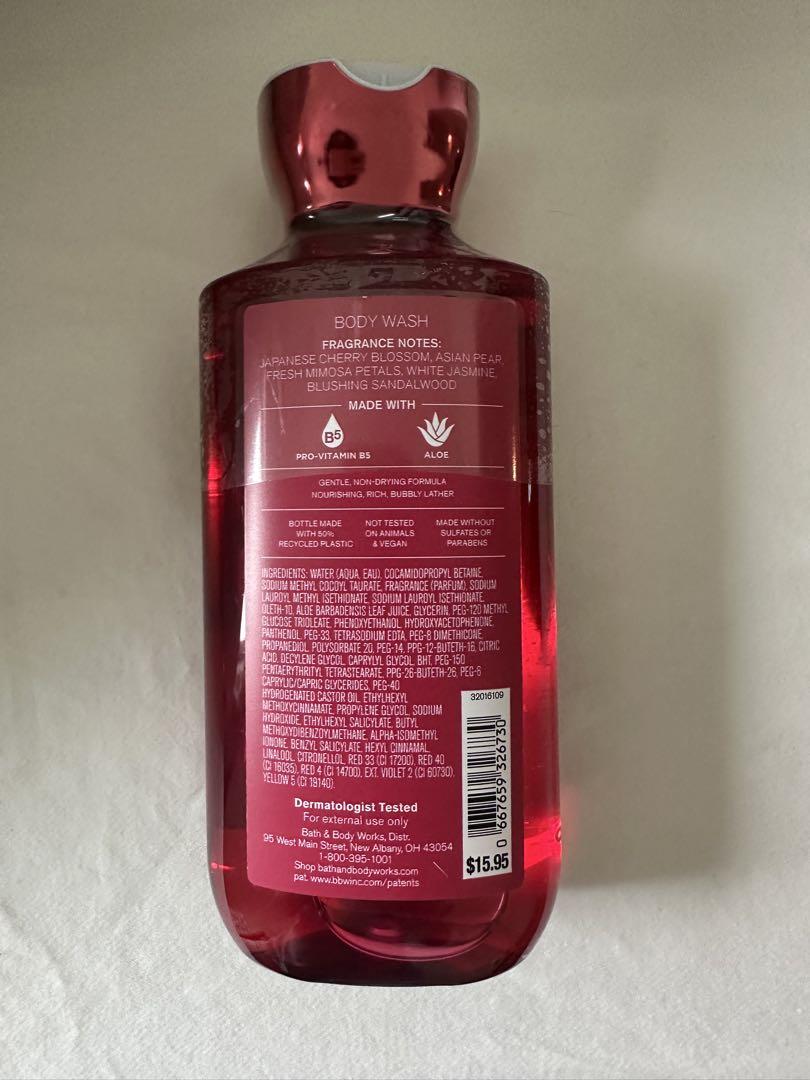 BODY WASH
FRAGRANCE NOTES:
JAPANESE CHERRY BLOSSOM, ASIAN PEAR,
FRESH MIMOSA PETALS, WHITE JASMINE,
BLUSHING SANDALWOOD
MADE WITH
B5
PRO-VITAMIN B5
ALOE
GENTLE, NON-DRYING FORMULA
NOURISHING, RICH, BUBBLY LATHER
BOTTLE MADE
WITH 50%
RECYCLED PLASTIC
NOT TESTED
ON ANIMALS
& VEGAN
MADE WITHOUT
SULFATES OR
PARABENS
INGREDIENTS: WATER (AQUA, EAU), COCAMIDOPROPYL BETAINE,
SODIUM METHYL COCOYL TAURATE, FRAGRANCE (PARFUM), SODIUM
LAUROYL METHYL ISETHIONATE, SODIUM LAUROYL ISETHIONATE,
OLETH-10, ALOE BARBADENSIS LEAF JUICE, GLYCERIN, PEG-120 METHYL
GLUCOSE TRIOLEATE, PHENOXYETHANOL, HYDROXYACETOPHENONE,
PANTHENOL, PEG-33, TETRASODIUM EDTA, PEG-8 DIMETHICONE,
PROPANEDIOL, POLYSORBATE 20, PEG-14, PPG-12-BUTETH-16, CITRIC
ACID, DECYLENE GLYCOL, CAPRYLYL GLYCOL, BHT, PEG-150
PENTAERYTHRITYL TETRASTEARATE, PPG-26-BUTETH-26, PEG-6
CAPRYLIC/CAPRIC GLYCERIDES, PEG-40
HYDROGENATED CASTOR OIL, ETHYLHEXYL
METHOXYCINNAMATE, PROPYLENE GLYCOL, SODIUM
HYDROXIDE, ETHYLHEXYL SALICYLATE, BUTYL
METHOXYDIBENZOYLMETHANE, ALPHA-ISOMETHYL
IONONE, BENZYL SALICYLATE, HEXYL CINNAMAL,
LINALOOL, CITRONELLOL, RED 33 (CI 17200), RED 40
(CI 16035), RED 4 (CI 14700), EXT. VIOLET 2 (CI 60730),
YELLOW 5 (CI 19140).
32016109
0 667659 326730
$15.95
Dermatologist Tested
For external use only
Bath & Body Works, Distr.
95 West Main Street, New Albany, OH 43054
1-800-395-1001
Shop bathandbodyworks.com
pat. www.bbwinc.com/patents